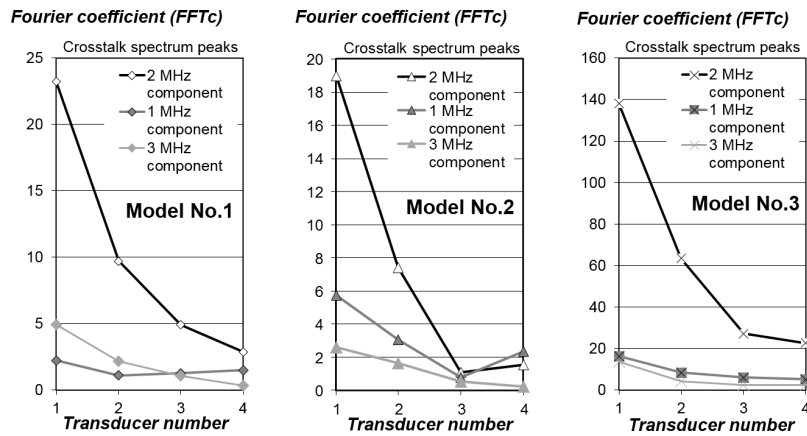 Fourier coefficient (FFTc)
Crosstalk spectrum peaks
25
20
15
10
5
0
2 MHz
component
1 MHz
component
3 MHz
component
Model No.1
1 2 3 4
Transducer number
Fourier coefficient (FFTc)
Crosstalk spectrum peaks
20
18
16
14
12
10
8
6
4
2
0
2 MHz
component
1 MHz
component
3 MHz
component
Model No.2
1 2 3 4
Transducer number
Fourier coefficient (FFTc)
Crosstalk spectrum peaks
160
140
120
100
80
60
40
20
0
2 MHz
component
1 MHz
component
3 MHz
component
Model No.3
1 2 3 4
Transducer number